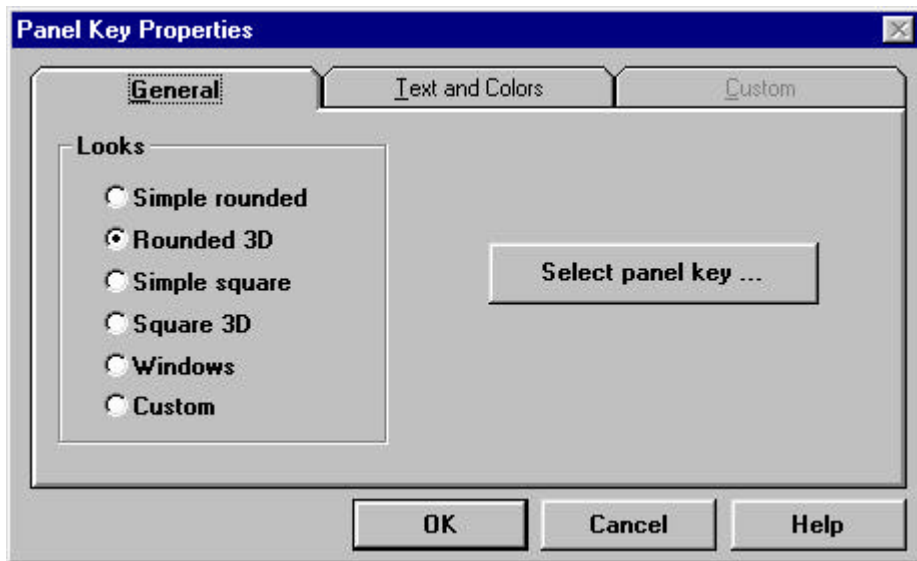 Panel Key Properties
General
Text and Colors
Custom
Looks
Simple rounded
Rounded 3D
Simple square
Square 3D
Windows
Custom
Select panel key ...
OK
Cancel
Help